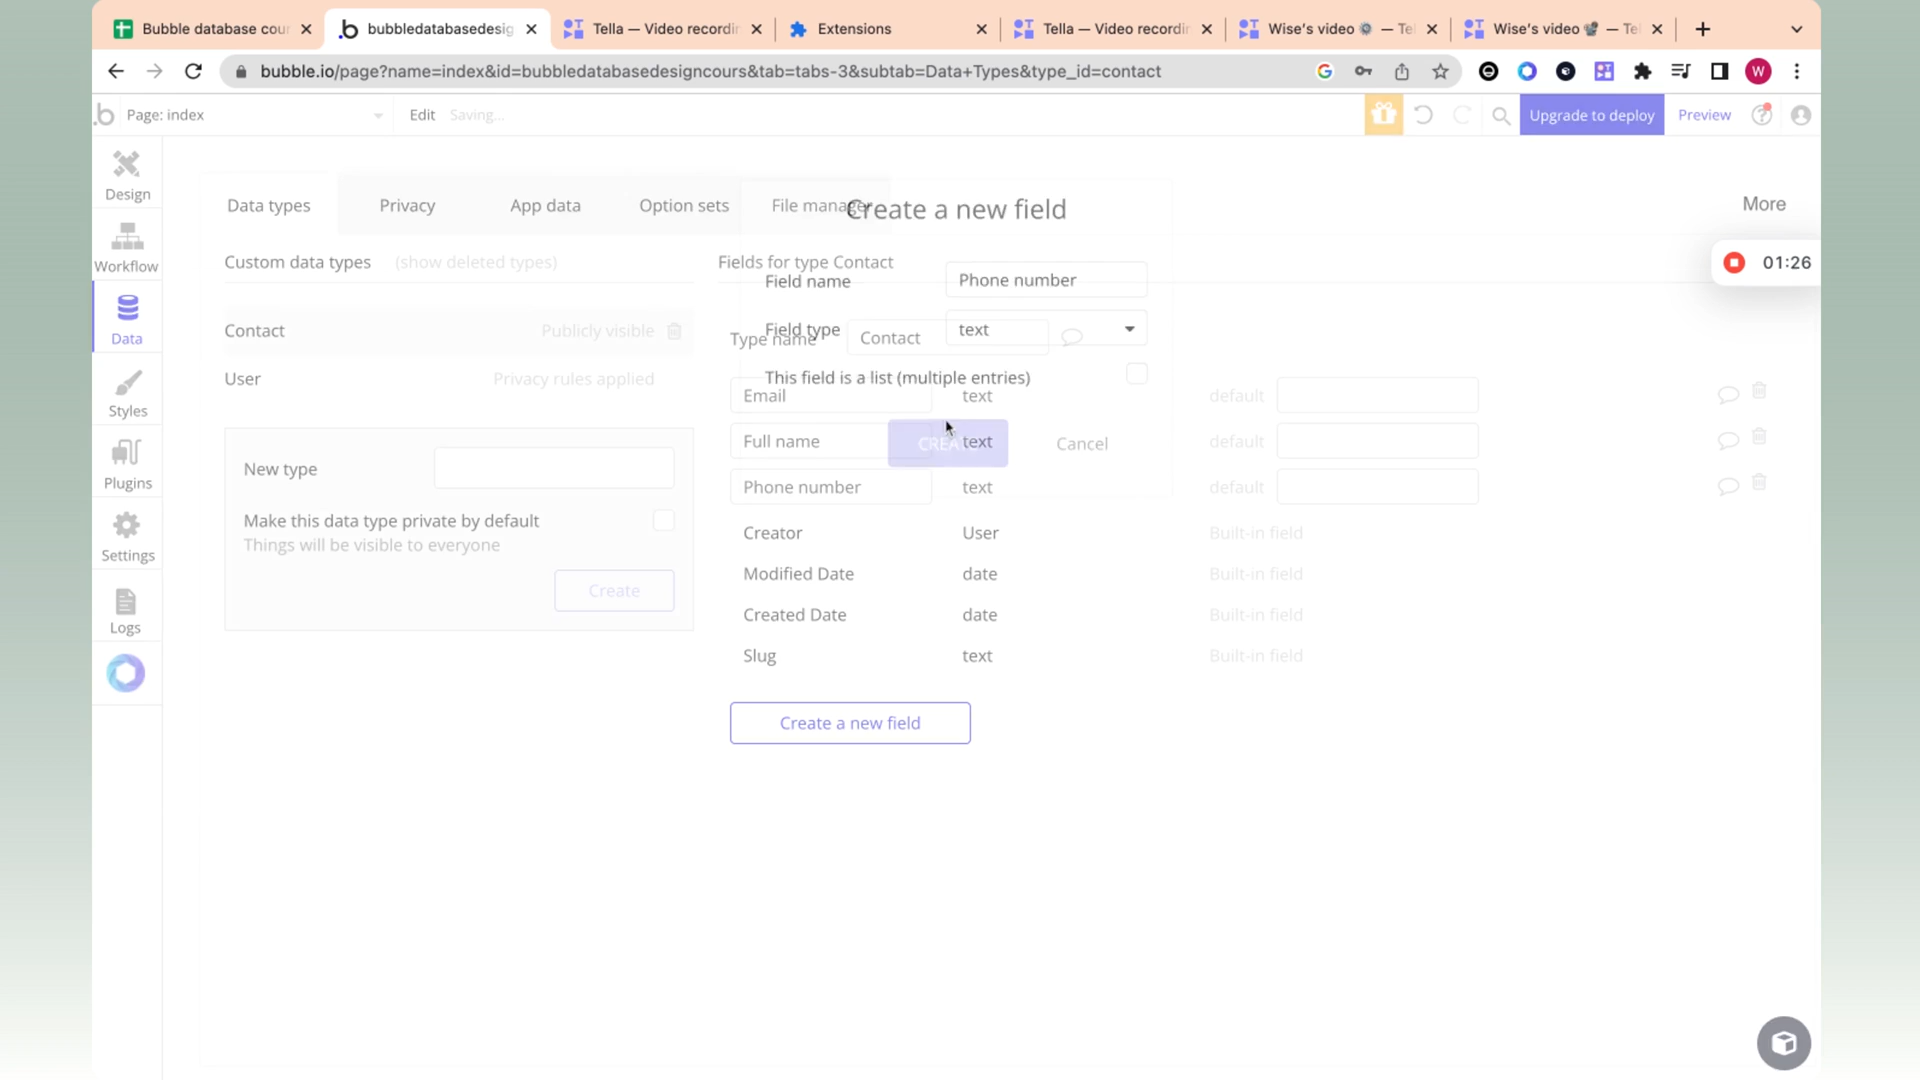 Bubble database cour
bubbledatabasedesig
Tella — Video recordin
Extensions
Tella — Video recordin
Wise's video — Tel
Wise's video — Tel
bubble.io/page?name=index&id=bubbledatabasedesigncours&tab=tabs-3&subtab=Data+Types&type_id=contact
W
Page: index
Edit
Saving...
Upgrade to deploy
Preview
Design
Workflow
Data
Styles
Plugins
Settings
Logs
Data types
Privacy
App data
Option sets
File manager
More
Create a new field
01:26
Custom data types (show deleted types)
Fields for type Contact
Field name Phone number
Contact Publicly visible
Type name Contact
Field type text
User Privacy rules applied
This field is a list (multiple entries)
CREATE
Cancel
Email text default
Full name text default
Phone number text default
Creator User Built-in field
Modified Date date Built-in field
Created Date date Built-in field
Slug text Built-in field
Create a new field
New type
Make this data type private by default
Things will be visible to everyone
Create